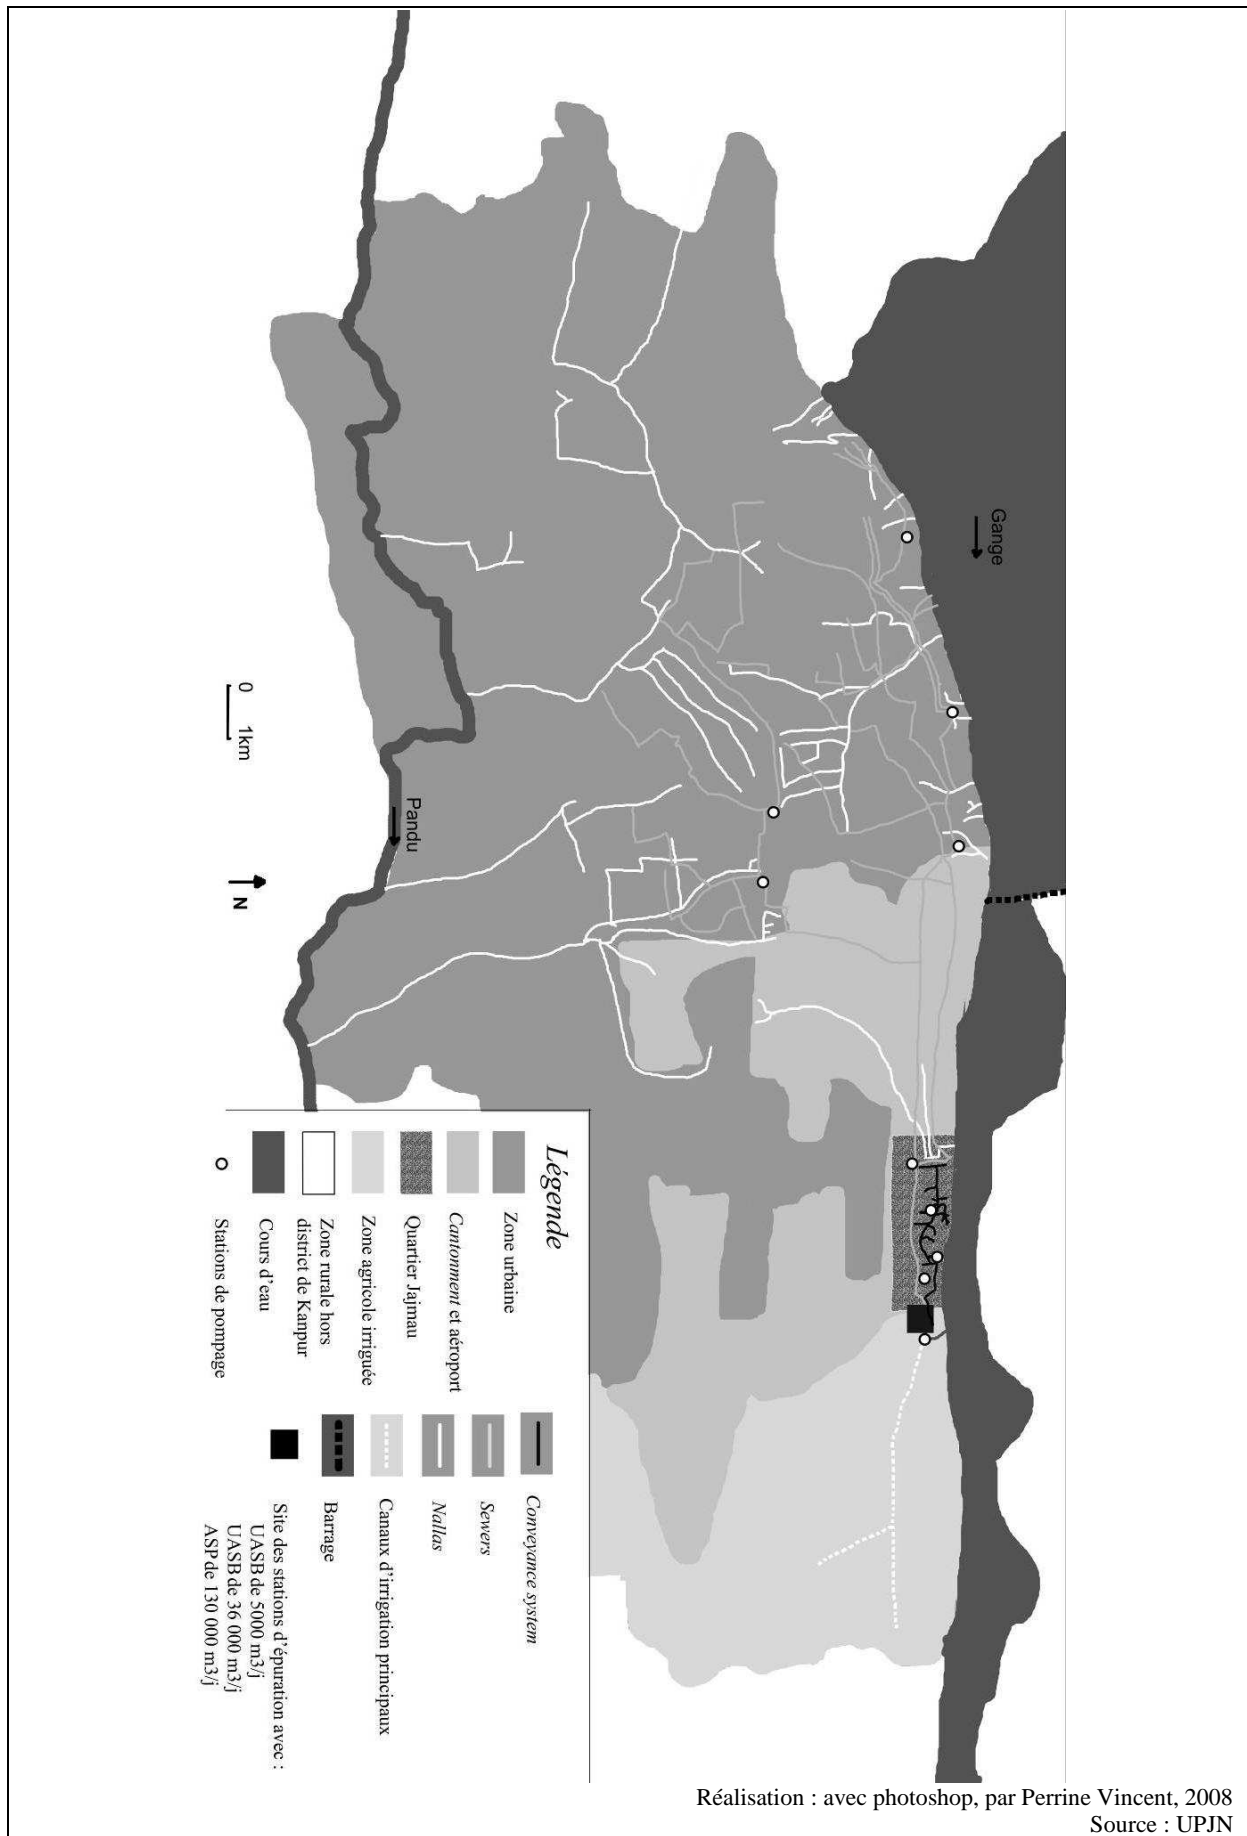 Gange
Pandu
0
1km
N
Légende
Zone urbaine
Cantonment et aéroport
Quartier Jajmau
Zone agricole irriguée
Zone rurale hors
district de Kanpur
Cours d'eau
Stations de pompage
Conveyance system
Sewers
Nallas
Canaux d'irrigation principaux
Barrage
Site des stations d'épuration avec :
UASB de 5000 m3/j
UASB de 36 000 m3/j
ASP de 130 000 m3/j
Réalisation : avec photoshop, par Perrine Vincent, 2008
Source : UPJN